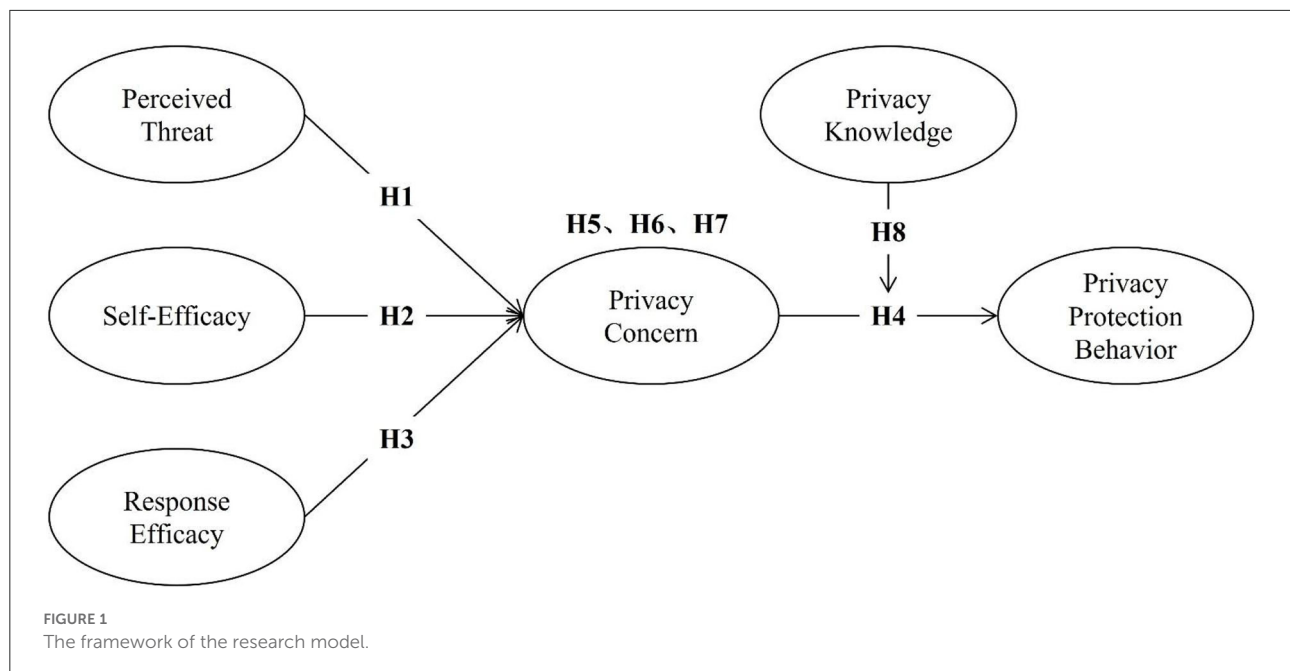 Perceived
Threat
Privacy
Knowledge
H1
H5、H6、H7
H8
Self-Efficacy
H2
Privacy
Concern
H4
Privacy
Protection
Behavior
H3
Response
Efficacy
FIGURE 1
The framework of the research model.